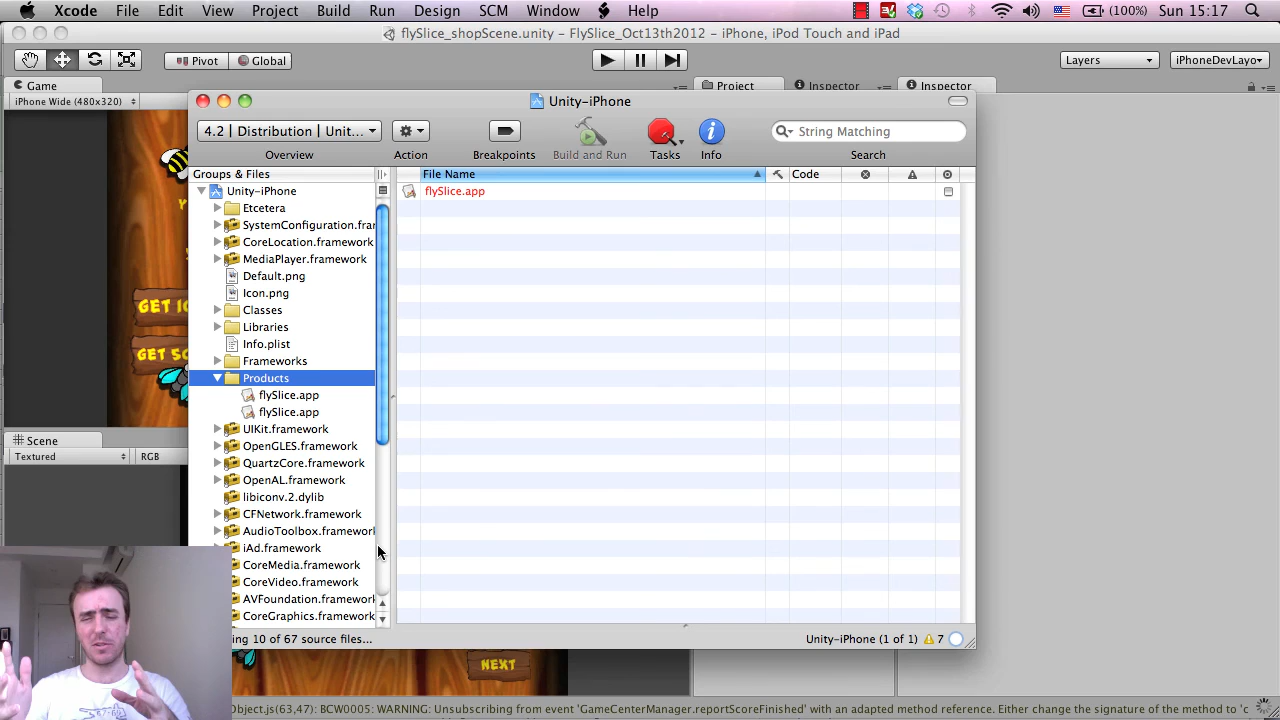 Xcode File Edit View Project Build Run Design SCM Window Help (100%) Sun 15:17
flySlice_shopScene.unity – FlySlice_Oct13th2012 – iPhone, iPod Touch and iPad
Pivot Global Layers iPhoneDevLayo
Game Project Inspector Inspector
iPhone Wide (480x320)
Unity-iPhone
4.2 | Distribution | Unit... String Matching
Overview Action Breakpoints Build and Run Tasks Info Search
Groups & Files File Name Code
Unity-iPhone flySlice.app
Etcetera
SystemConfiguration.fra
CoreLocation.framework
MediaPlayer.framework
Default.png
Icon.png
GET
Classes
Libraries
Info.plist
GET
Frameworks
Products
flySlice.app
flySlice.app
UIKit.framework
Scene
OpenGLES.framework
Textured RGB
QuartzCore.framework
OpenAL.framework
libiconv.2.dylib
CFNetwork.framework
AudioToolbox.framework
iAd.framework
CoreMedia.framework
CoreVideo.framework
AVFoundation.framework
CoreGraphics.framework
ing 10 of 67 source files... Unity-iPhone (1 of 1) 7
NEXT
Object.js(63,47): BCW0005: WARNING: Unsubscribing from event 'GameCenterManager.reportScoreFinished' with an adapted method reference. Either change the signature of the method to 'c